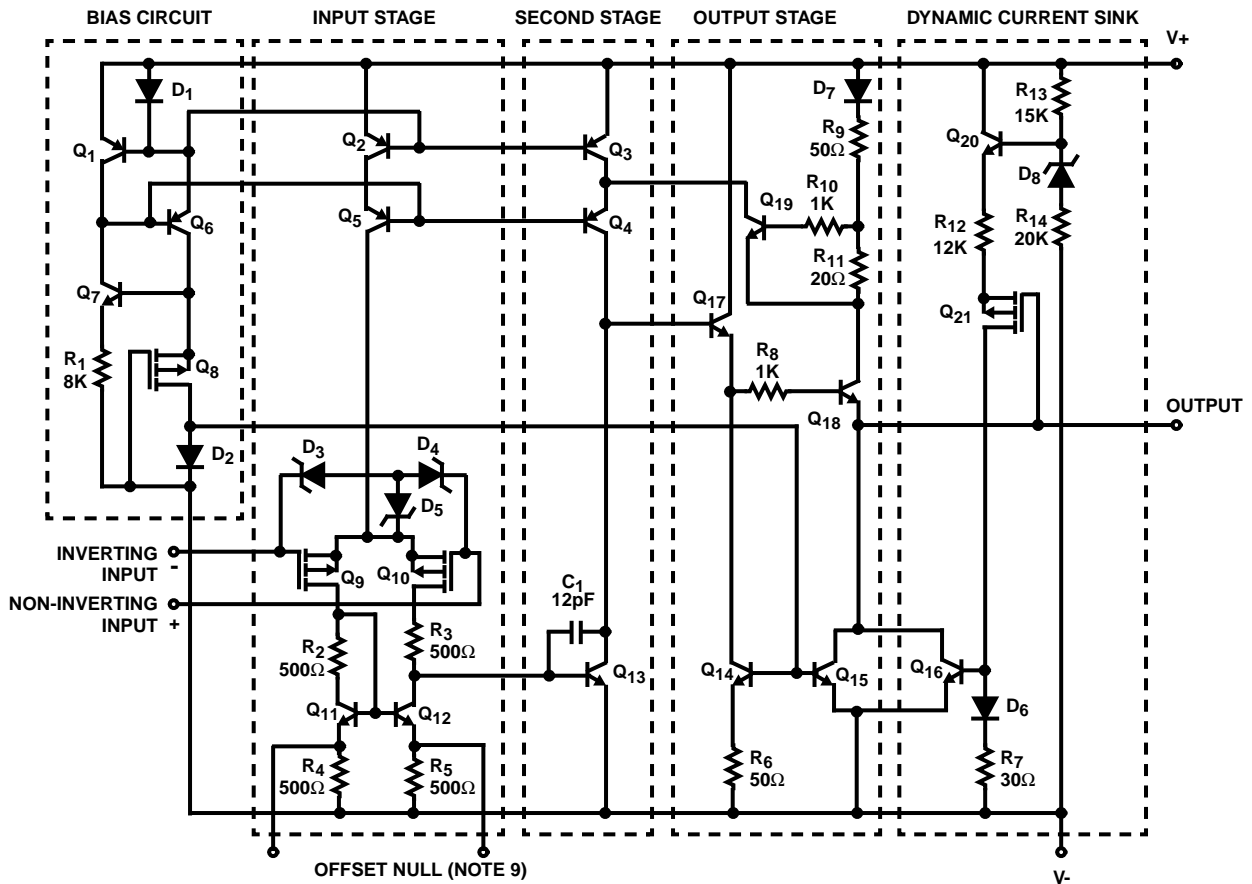 BIAS CIRCUIT
INPUT STAGE
SECOND STAGE
OUTPUT STAGE
DYNAMIC CURRENT SINK
V+
D1
D7
R13
15K
Q1
Q2
Q3
R9
50Ω
Q20
D8
R10
1K
Q19
Q6
Q5
Q4
R12
12K
R14
20K
R11
20Ω
Q7
Q17
Q21
R1
8K
Q8
R8
1K
Q18
OUTPUT
D2
D3
D4
D5
INVERTING
INPUT
-
Q9
Q10
NON-INVERTING
INPUT
+
C1
12pF
R2
500Ω
R3
500Ω
Q13
Q14
Q15
Q16
Q11
Q12
D6
R4
500Ω
R5
500Ω
R6
50Ω
R7
30Ω
OFFSET NULL (NOTE 9)
V-